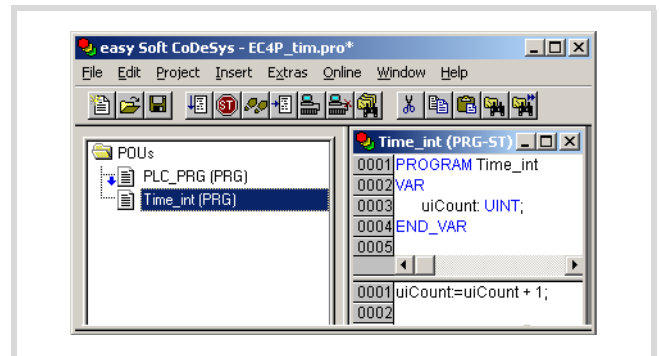 easy Soft CoDeSys - EC4P_tim.pro*
File Edit Project Insert Extras Online Window Help
STOP
POUs
PLC_PRG (PRG)
Time_int (PRG)
Time_int (PRG-ST)
0001 PROGRAM Time_int
0002 VAR
0003 uiCount: UINT;
0004 END_VAR
0005
0001 uiCount:=uiCount + 1;
0002